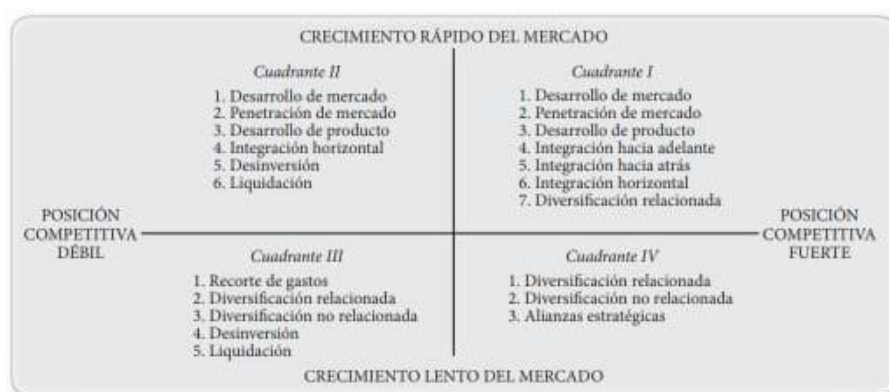 CRECIMIENTO RÁPIDO DEL MERCADO
Cuadrante II
1. Desarrollo de mercado
2. Penetración de mercado
3. Desarrollo de producto
4. Integración horizontal
5. Desinversión
6. Liquidación
Cuadrante I
1. Desarrollo de mercado
2. Penetración de mercado
3. Desarrollo de producto
4. Integración hacia adelante
5. Integración hacia atrás
6. Integración horizontal
7. Diversificación relacionada
POSICIÓN
COMPETITIVA
DÉBIL
POSICIÓN
COMPETITIVA
FUERTE
Cuadrante III
1. Recorte de gastos
2. Diversificación relacionada
3. Diversificación no relacionada
4. Desinversión
5. Liquidación
Cuadrante IV
1. Diversificación relacionada
2. Diversificación no relacionada
3. Alianzas estratégicas
CRECIMIENTO LENTO DEL MERCADO